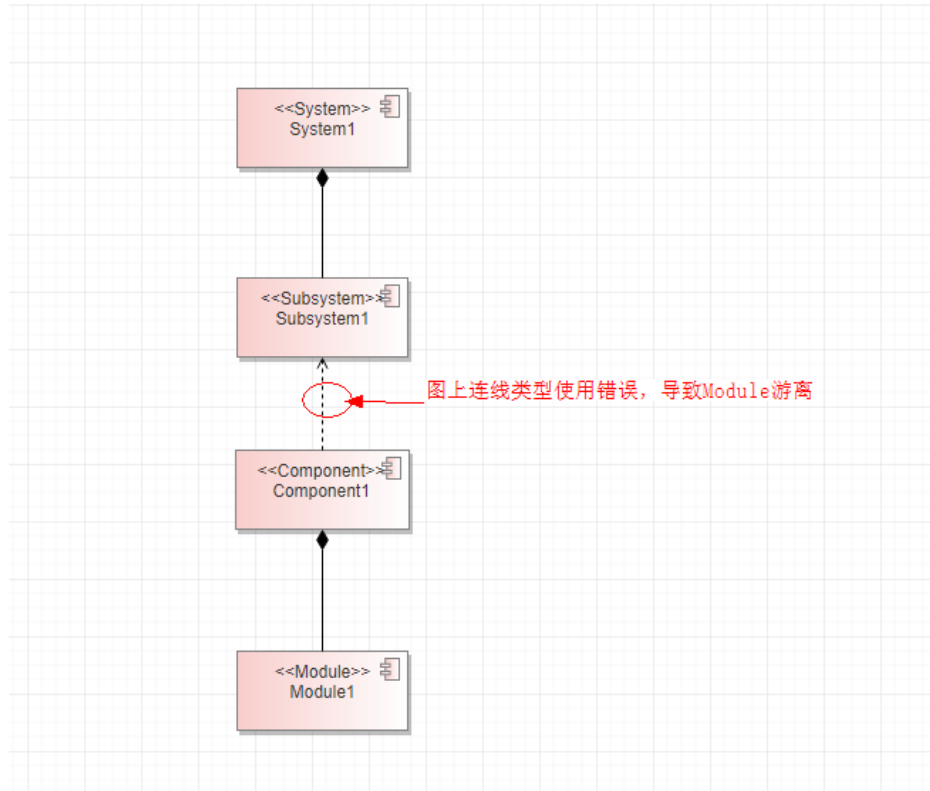 <<System>>
System1
<<Subsystem>>
Subsystem1
图上连线类型使用错误，导致Module游离
<<Component>>
Component1
<<Module>>
Module1